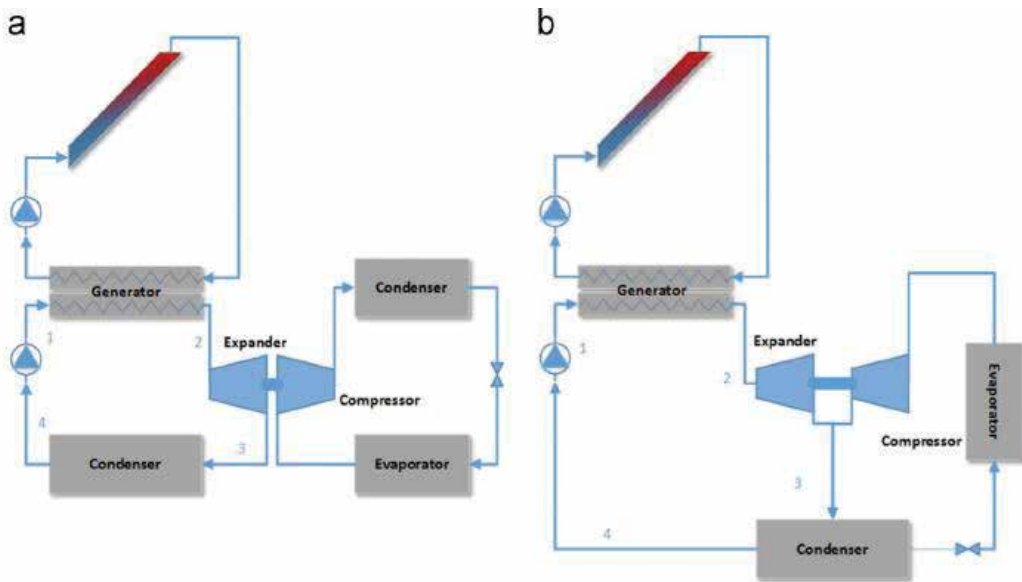 a
Generator
Condenser
1
2
Expander
Compressor
4
3
Condenser
Evaporator
b
Generator
1
Expander
2
Evaporator
Compressor
3
4
Condenser